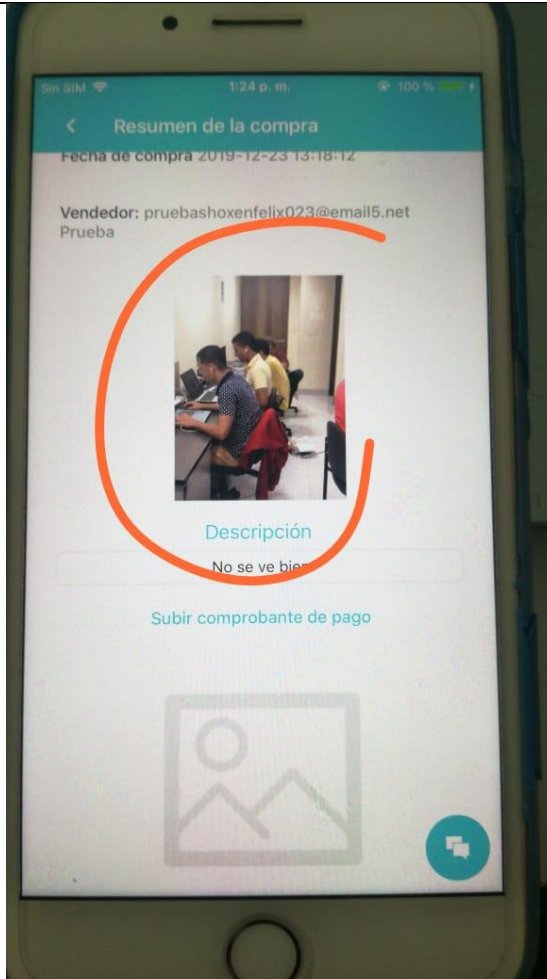 Sin SIM 1:24 p. m. 100 %
Resumen de la compra
Fecha de compra 2019-12-23 13:18:12
Vendedor: pruebashoxenfelix023@email5.net
Prueba
Descripción
No se ve bien
Subir comprobante de pago